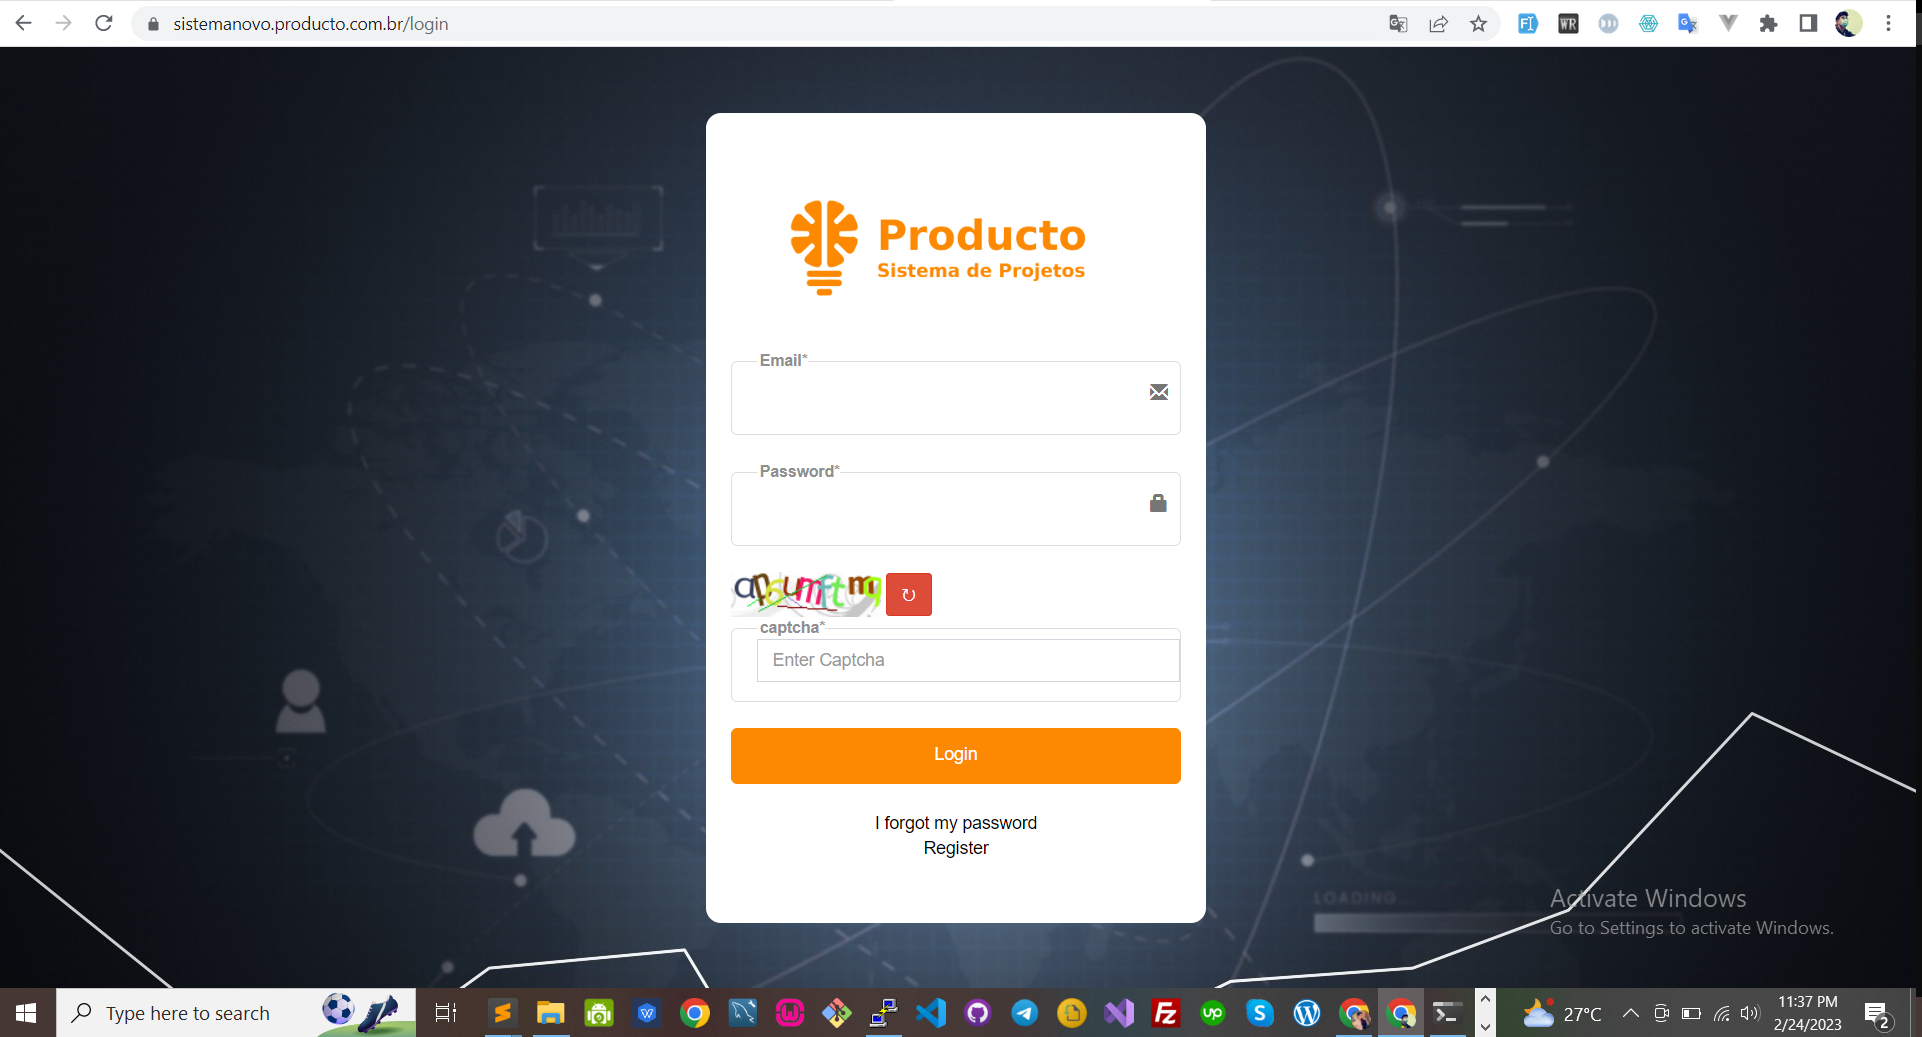 sistemanovo.producto.com.br/login
Producto
Sistema de Projetos
Email*
Password*
captcha*
Enter Captcha
Login
I forgot my password
Register
LOADING...
Activate Windows
Go to Settings to activate Windows.
Type here to search
27°C
11:37 PM
2/24/2023
2